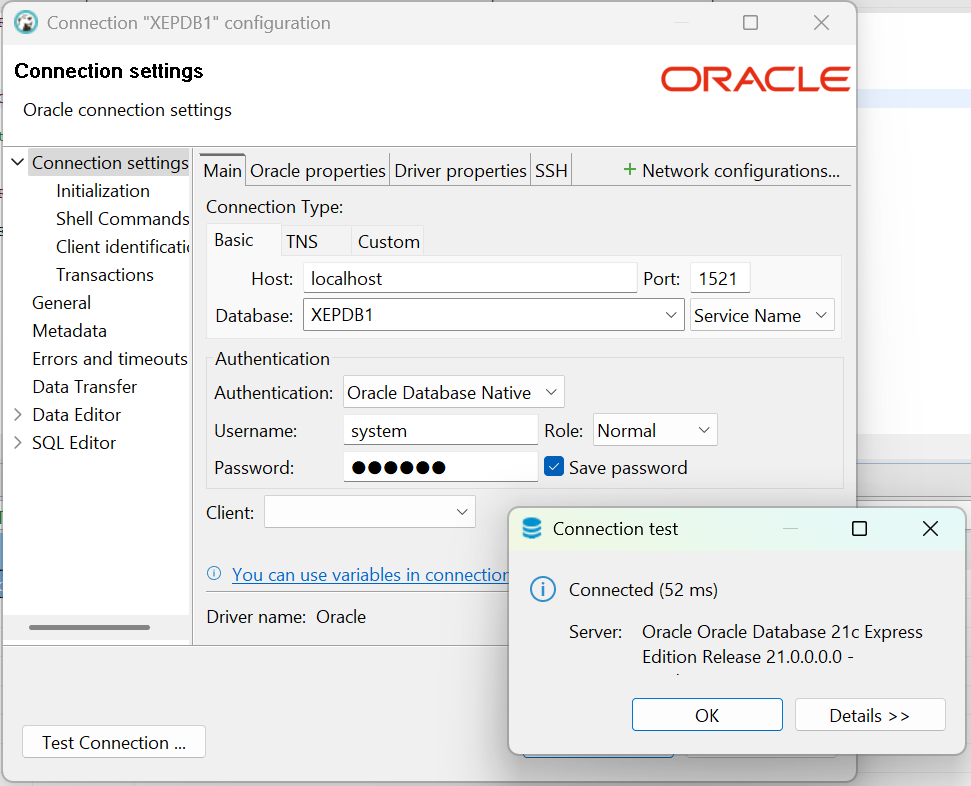 Connection "XEPDB1" configuration
Connection settings
ORACLE
Oracle connection settings
Connection settings
Initialization
Shell Commands
Client identificati
Transactions
General
Metadata
Errors and timeouts
Data Transfer
Data Editor
SQL Editor
Main Oracle properties Driver properties SSH + Network configurations...
Connection Type:
Basic TNS Custom
Host: localhost Port: 1521
Database: XEPDB1 Service Name
Authentication
Authentication: Oracle Database Native
Username: system Role: Normal
Password: ●●●●●● Save password
Client:
You can use variables in connection
Driver name: Oracle
Test Connection ...
Connection test
Connected (52 ms)
Server: Oracle Oracle Database 21c Express
Edition Release 21.0.0.0.0 -
OK Details >>